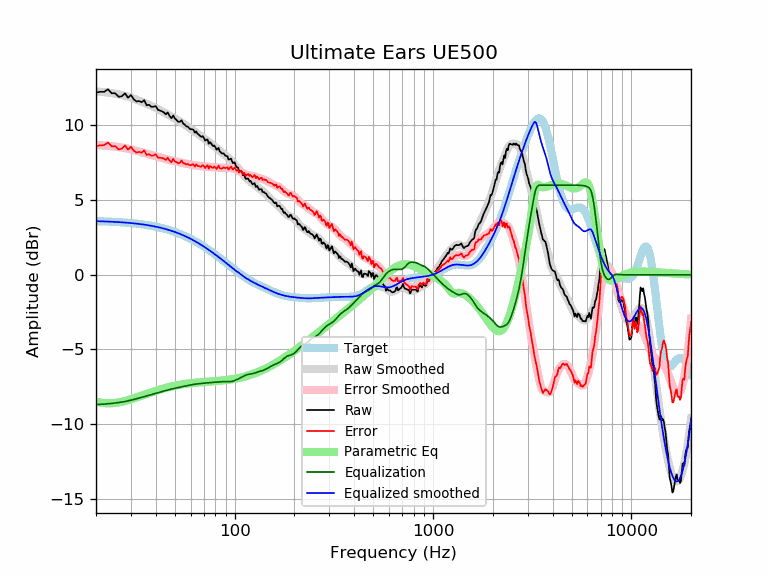 Ultimate Ears UE500
10
5
0
−5
−10
−15
Amplitude (dBr)
Target
Raw Smoothed
Error Smoothed
Raw
Error
Parametric Eq
Equalization
Equalized smoothed
100
1000
10000
Frequency (Hz)